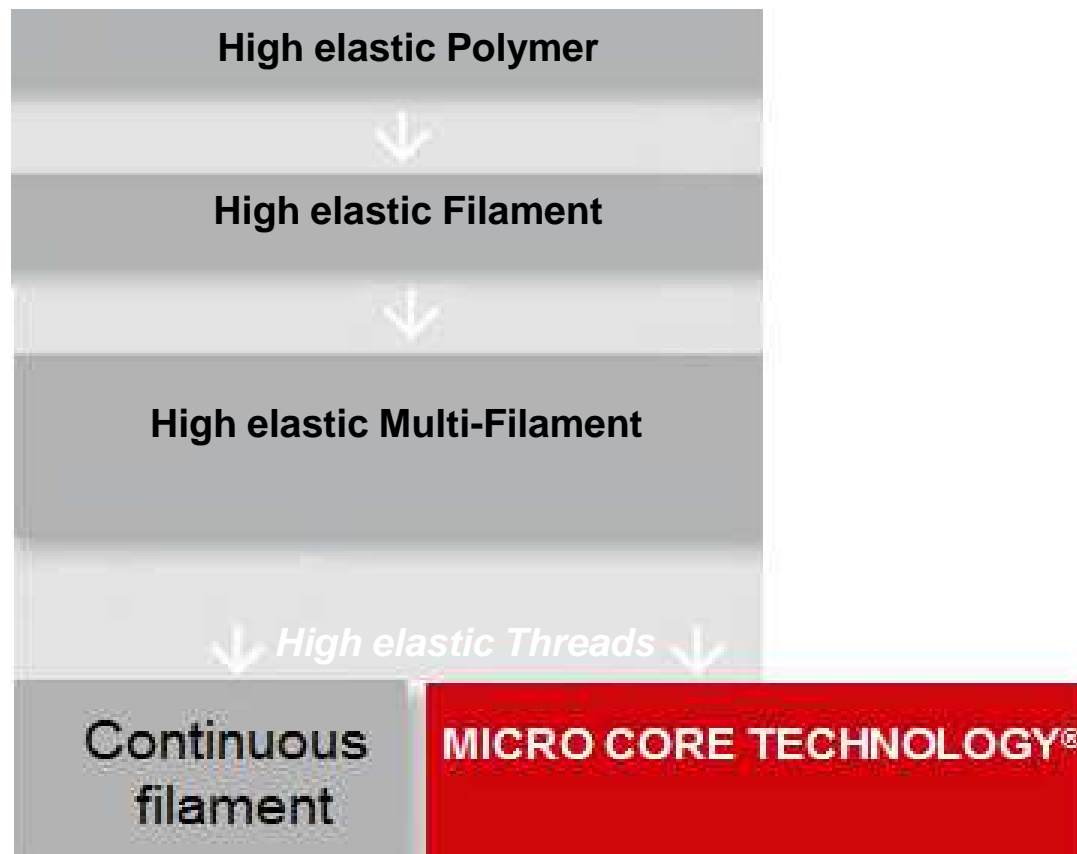 High elastic Polymer
High elastic Filament
High elastic Multi-Filament
High elastic Threads
Continuous
filament
MICRO CORE TECHNOLOGY®